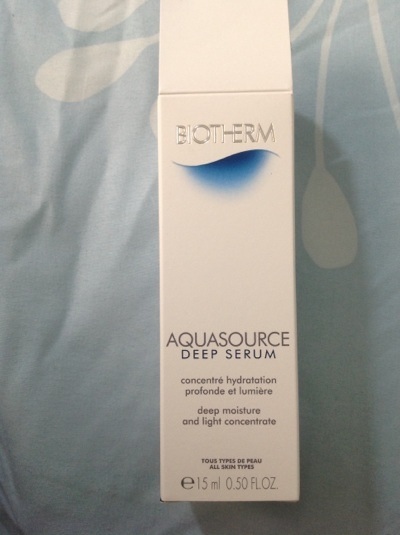 BIOTHERM
AQUASOURCE
DEEP SERUM
concentré hydratation
profonde et lumière
deep moisture
and light concentrate
TOUS TYPES DE PEAU
ALL SKIN TYPES
℮15 ml 0.50 FL.OZ.